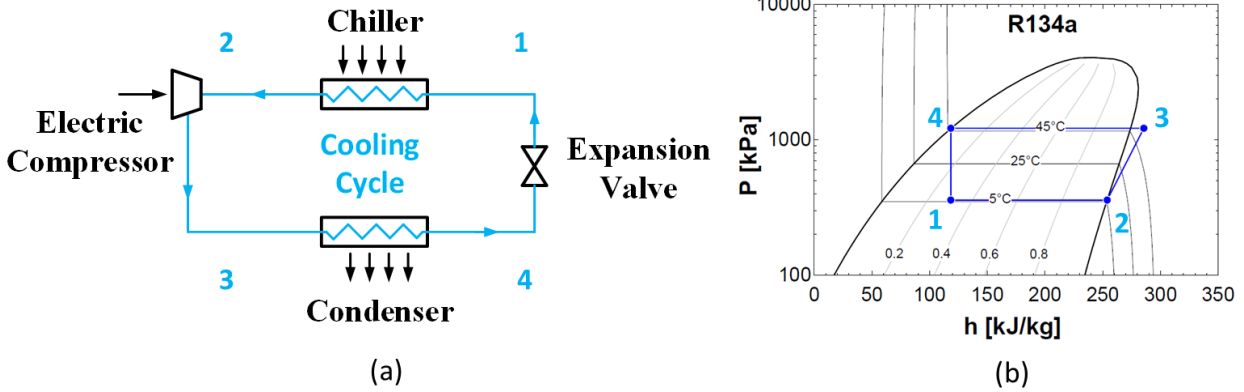 Chiller
2
1
Electric
Compressor
Cooling
Cycle
Expansion
Valve
3
4
Condenser
(a)
R134a
10000
1000
100
P [kPa]
4
3
45°C
25°C
5°C
1
2
0.2
0.4
0.6
0.8
0
50
100
150
200
250
300
350
h [kJ/kg]
(b)